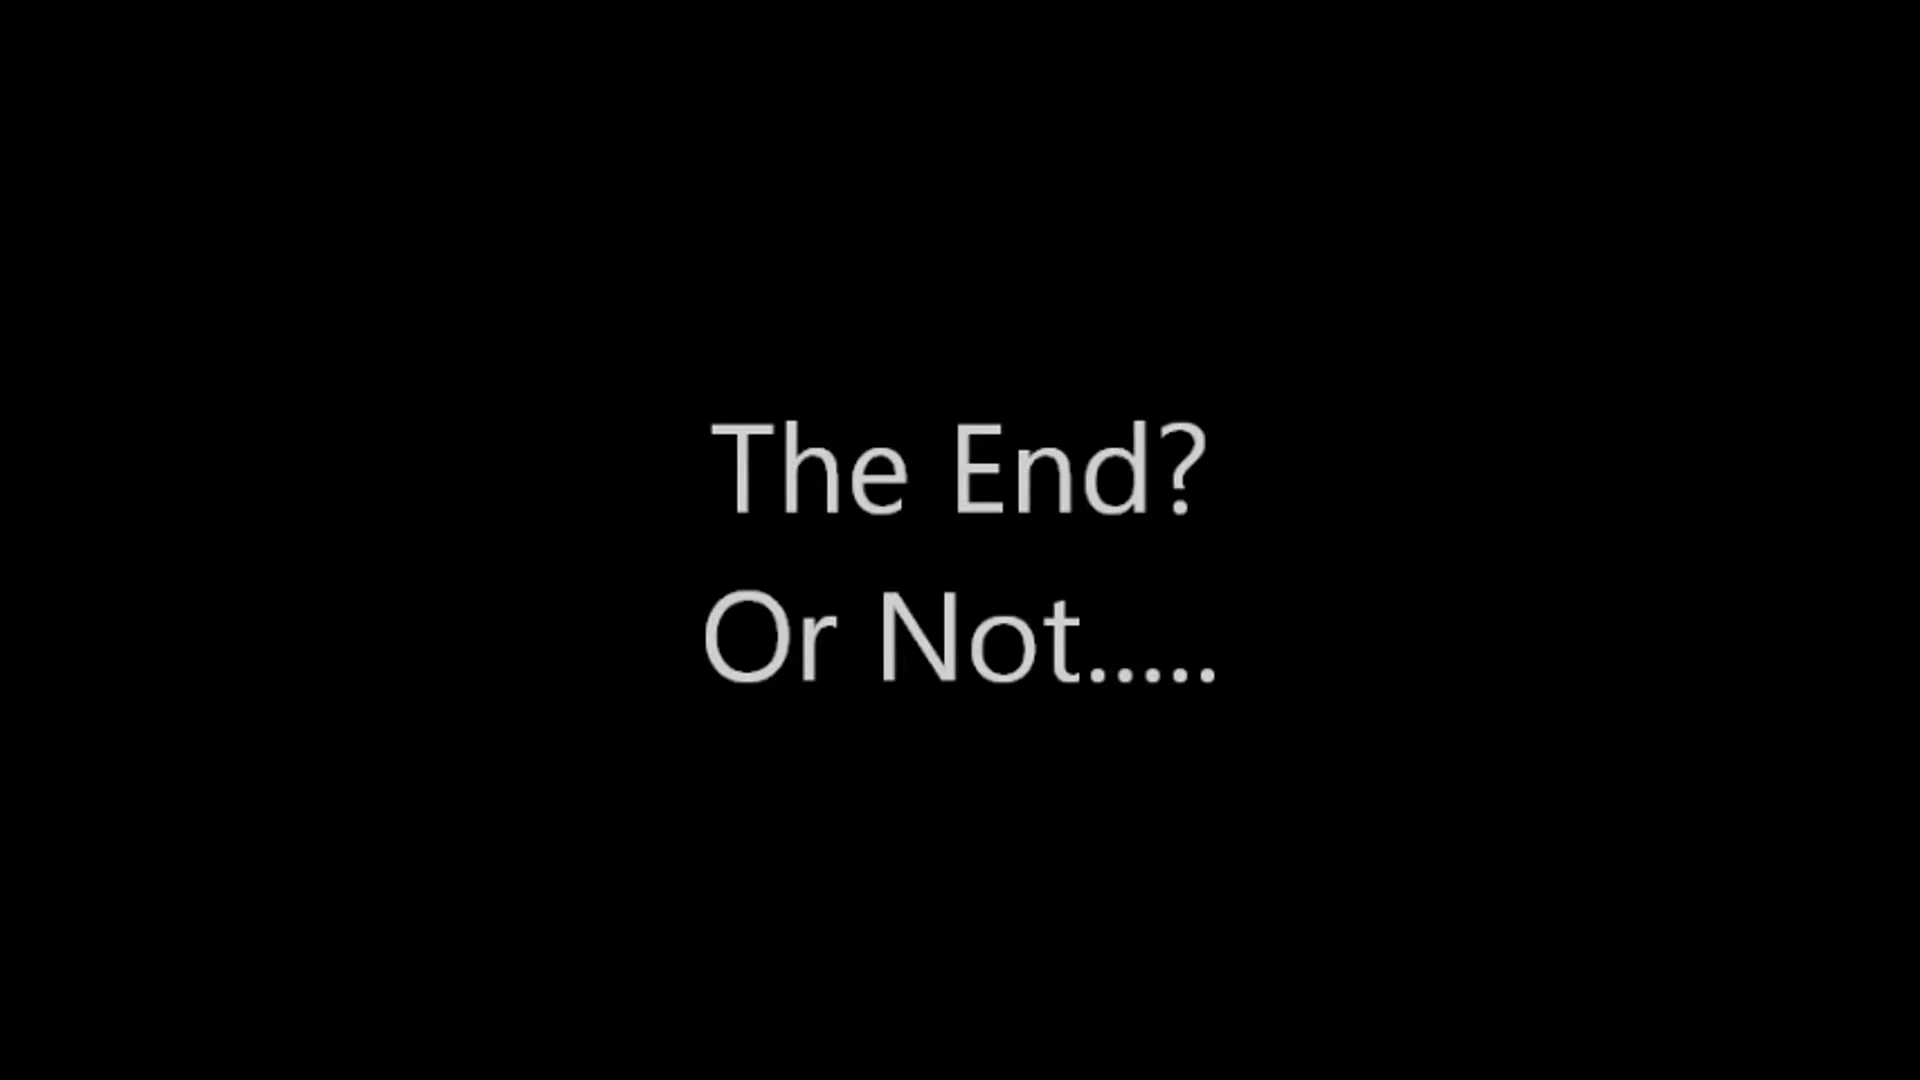 The End?
Or Not.....